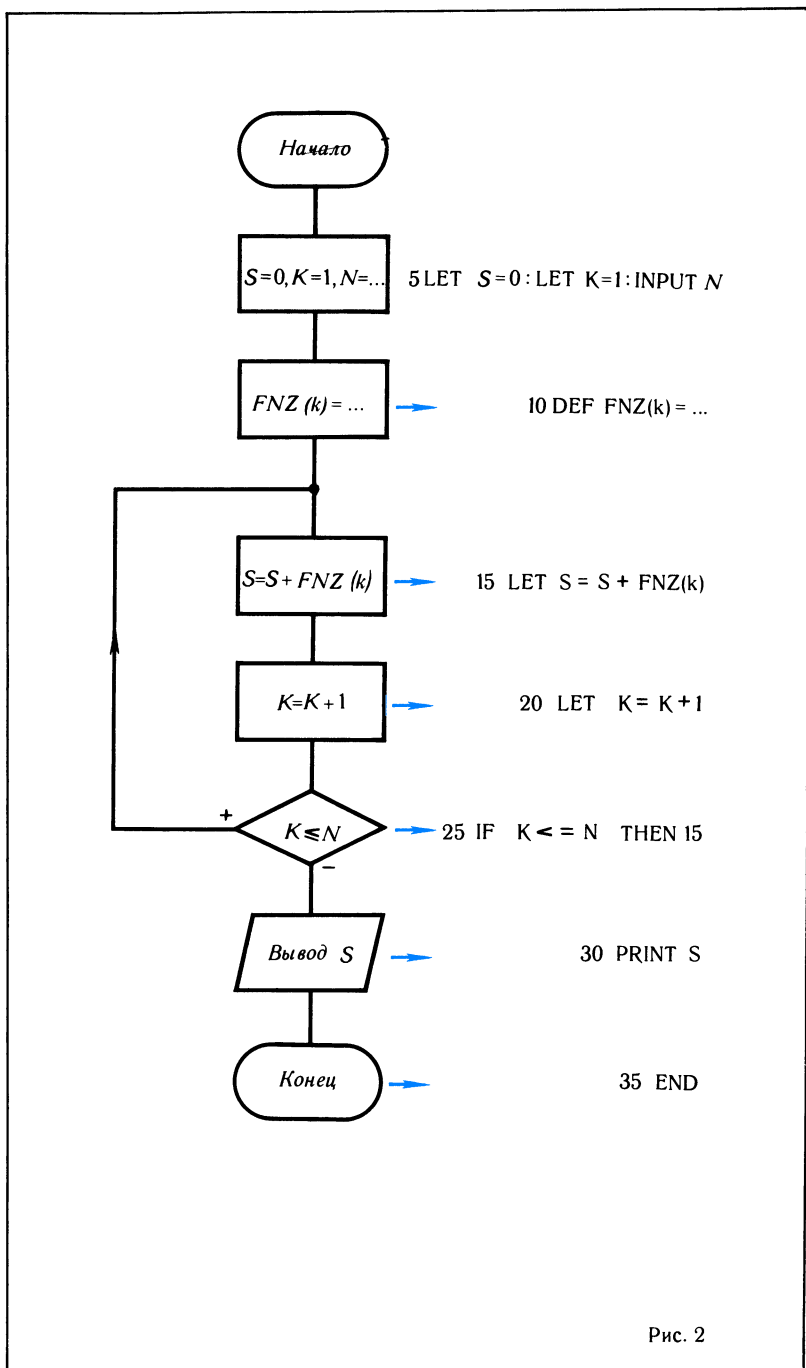 Начало
S=0, K=1, N=... 5 LET S=0 : LET K=1 : INPUT N
FNZ (k) = ... 10 DEF FNZ(k) = ...
S=S + FNZ (k) 15 LET S = S + FNZ(k)
K=K + 1 20 LET K = K + 1
+
K ⩽ N 25 IF K < = N THEN 15
–
Вывод S 30 PRINT S
Конец 35 END
Рис. 2